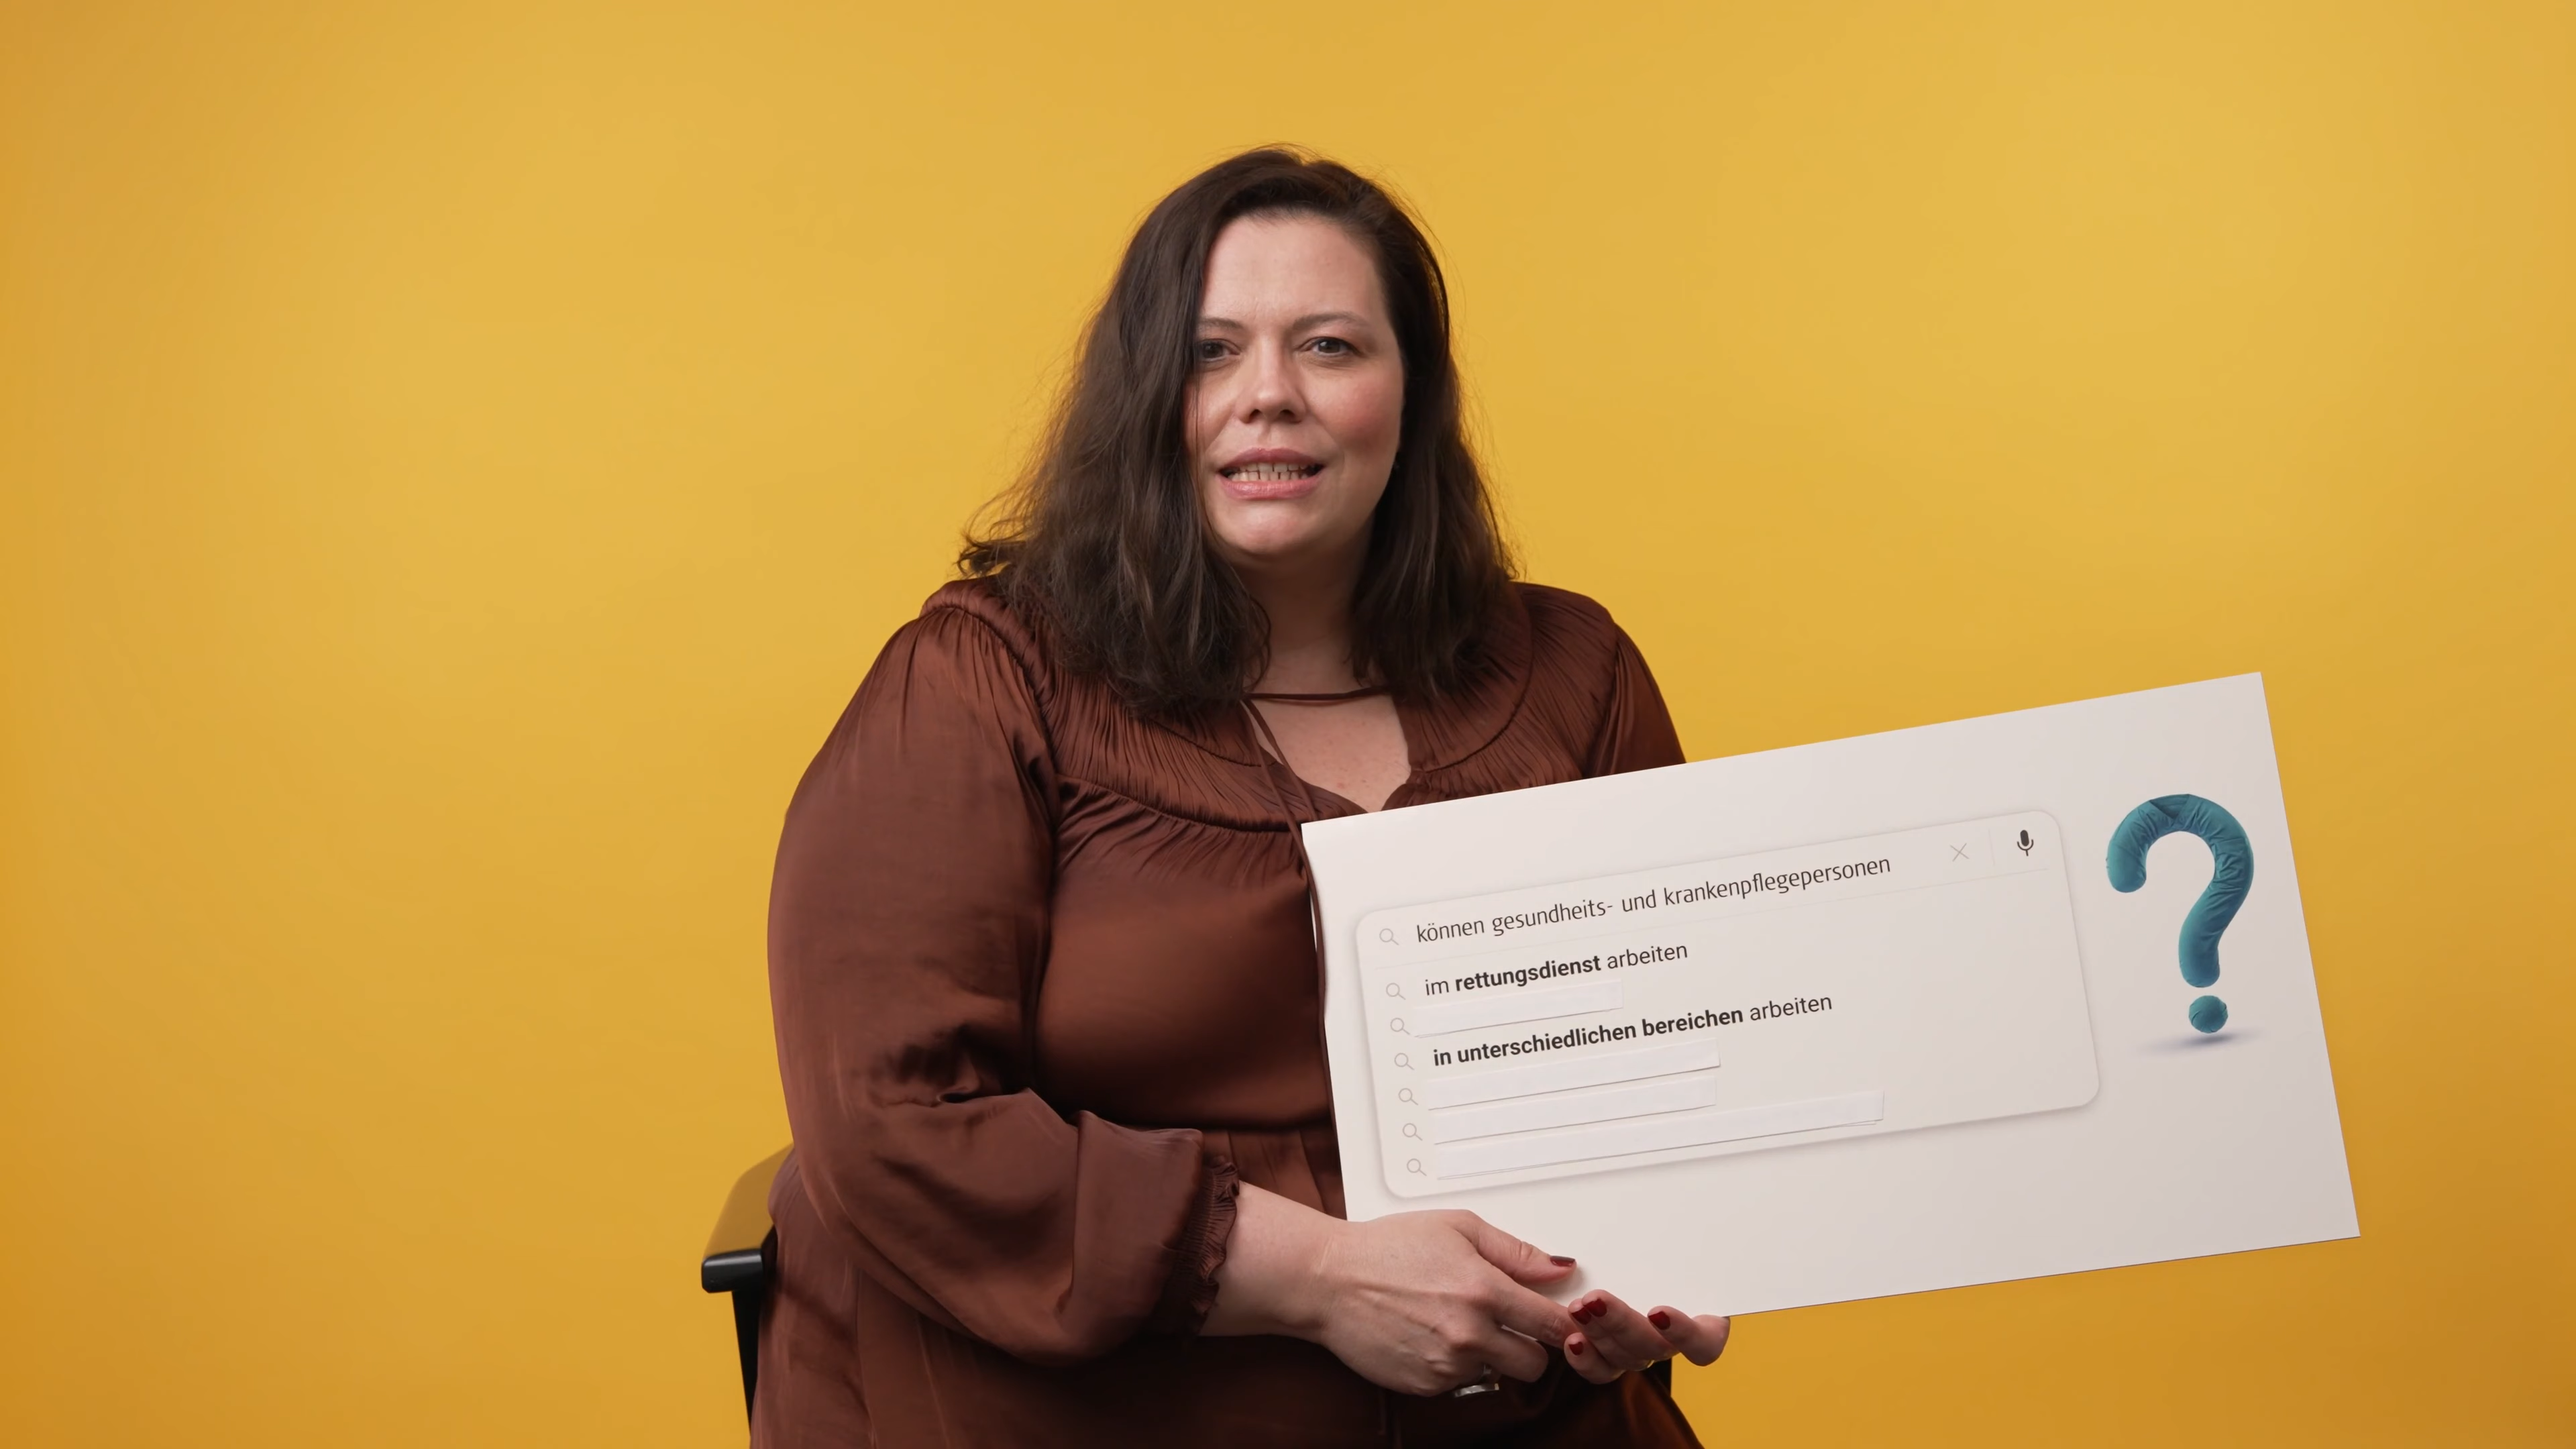 können gesundheits- und krankenpflegepersonen
im rettungsdienst arbeiten
in unterschiedlichen bereichen arbeiten
?